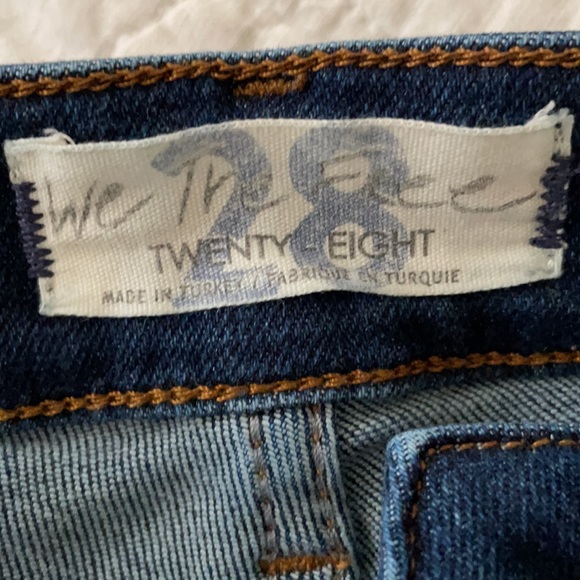 28
We The Free
TWENTY-EIGHT
MADE IN TURKEY / FABRIQUE EN TURQUIE